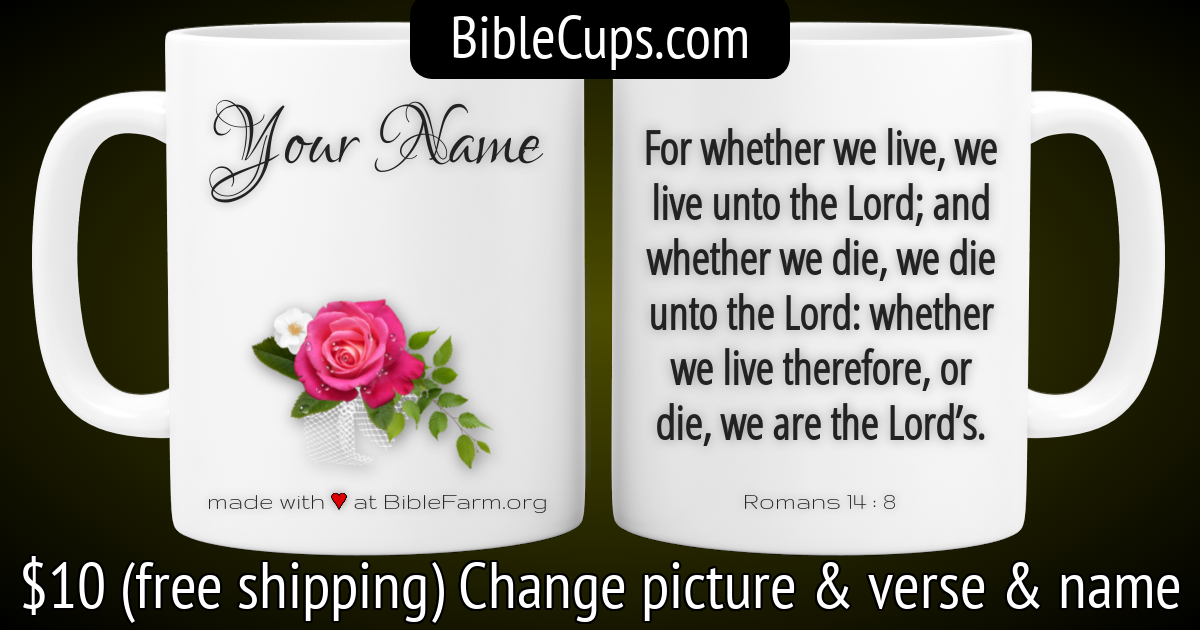 BibleCups.com
Your Name
made with ♥ at BibleFarm.org
For whether we live, we
live unto the Lord; and
whether we die, we die
unto the Lord: whether
we live therefore, or
die, we are the Lord’s.
Romans 14 : 8
$10 (free shipping) Change picture & verse & name